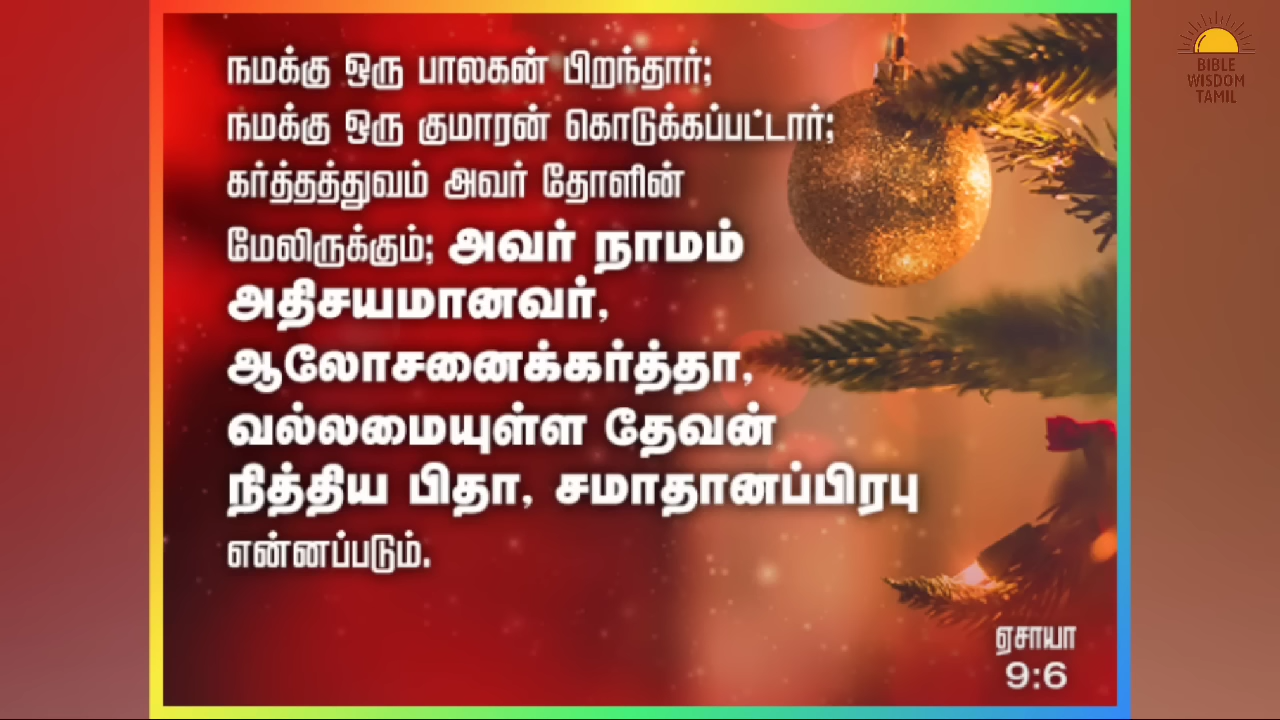 நமக்கு ஒரு பாலகன் பிறந்தார்;
நமக்கு ஒரு குமாரன் கொடுக்கப்பட்டார்;
கர்த்தத்துவம் அவர் தோளின்
மேலிருக்கும்; அவர் நாமம்
அதிசயமானவர்,
ஆலோசனைக்கர்த்தா,
வல்லமையுள்ள தேவன்
நித்திய பிதா, சமாதானப்பிரபு
என்னப்படும்.
ஏசாயா
9:6
BIBLE
WISDOM
TAMIL